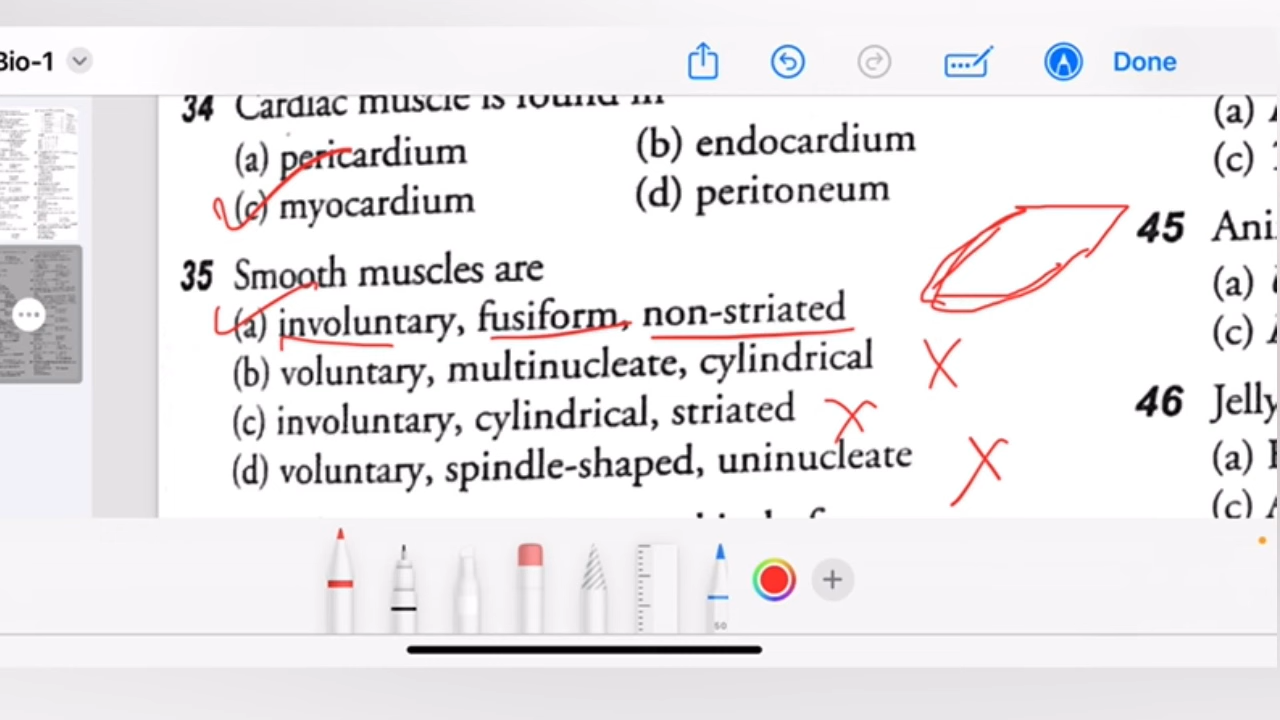 Bio-1
Done
34 Cardiac muscle is found in
(a) pericardium (b) endocardium
(c) myocardium (d) peritoneum
35 Smooth muscles are
(a) involuntary, fusiform, non-striated
(b) voluntary, multinucleate, cylindrical
(c) involuntary, cylindrical, striated
(d) voluntary, spindle-shaped, uninucleate
(a)
(c)
45 Ani
(a)
(c)
46 Jelly
(a)
(c)
50